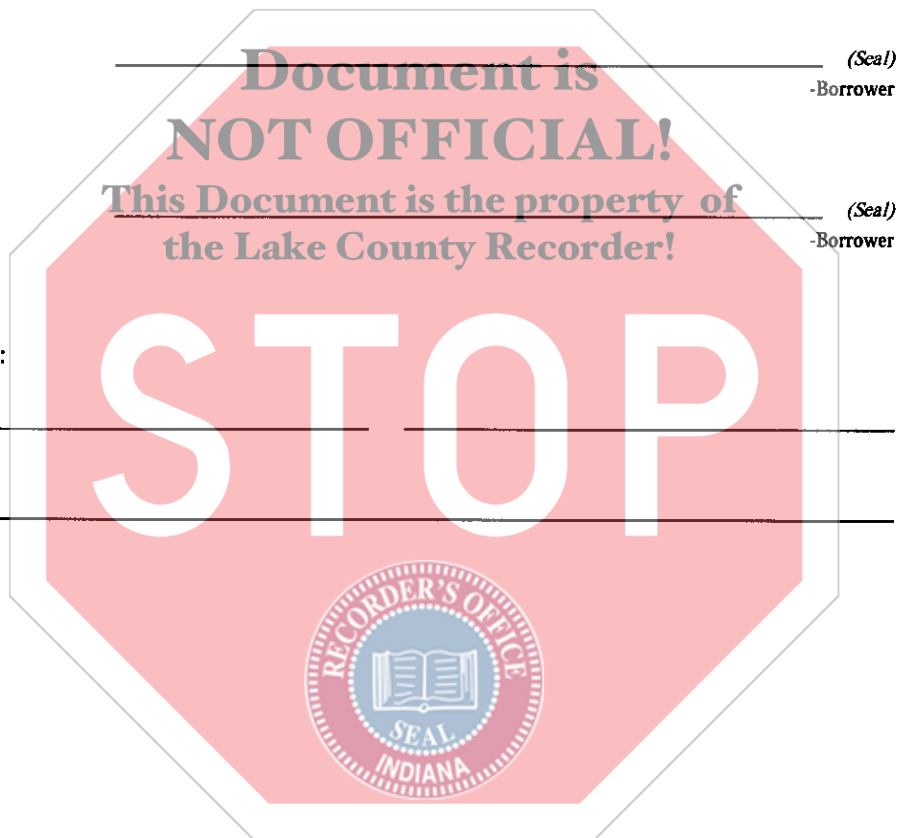 (Seal)
Document is
-Borrower
NOT OFFICIAL!
This Document is the property of
(Seal)
-Borrower
the Lake County Recorder!
:
STOP
RECORDER'S OFFICE
SEAL
INDIANA